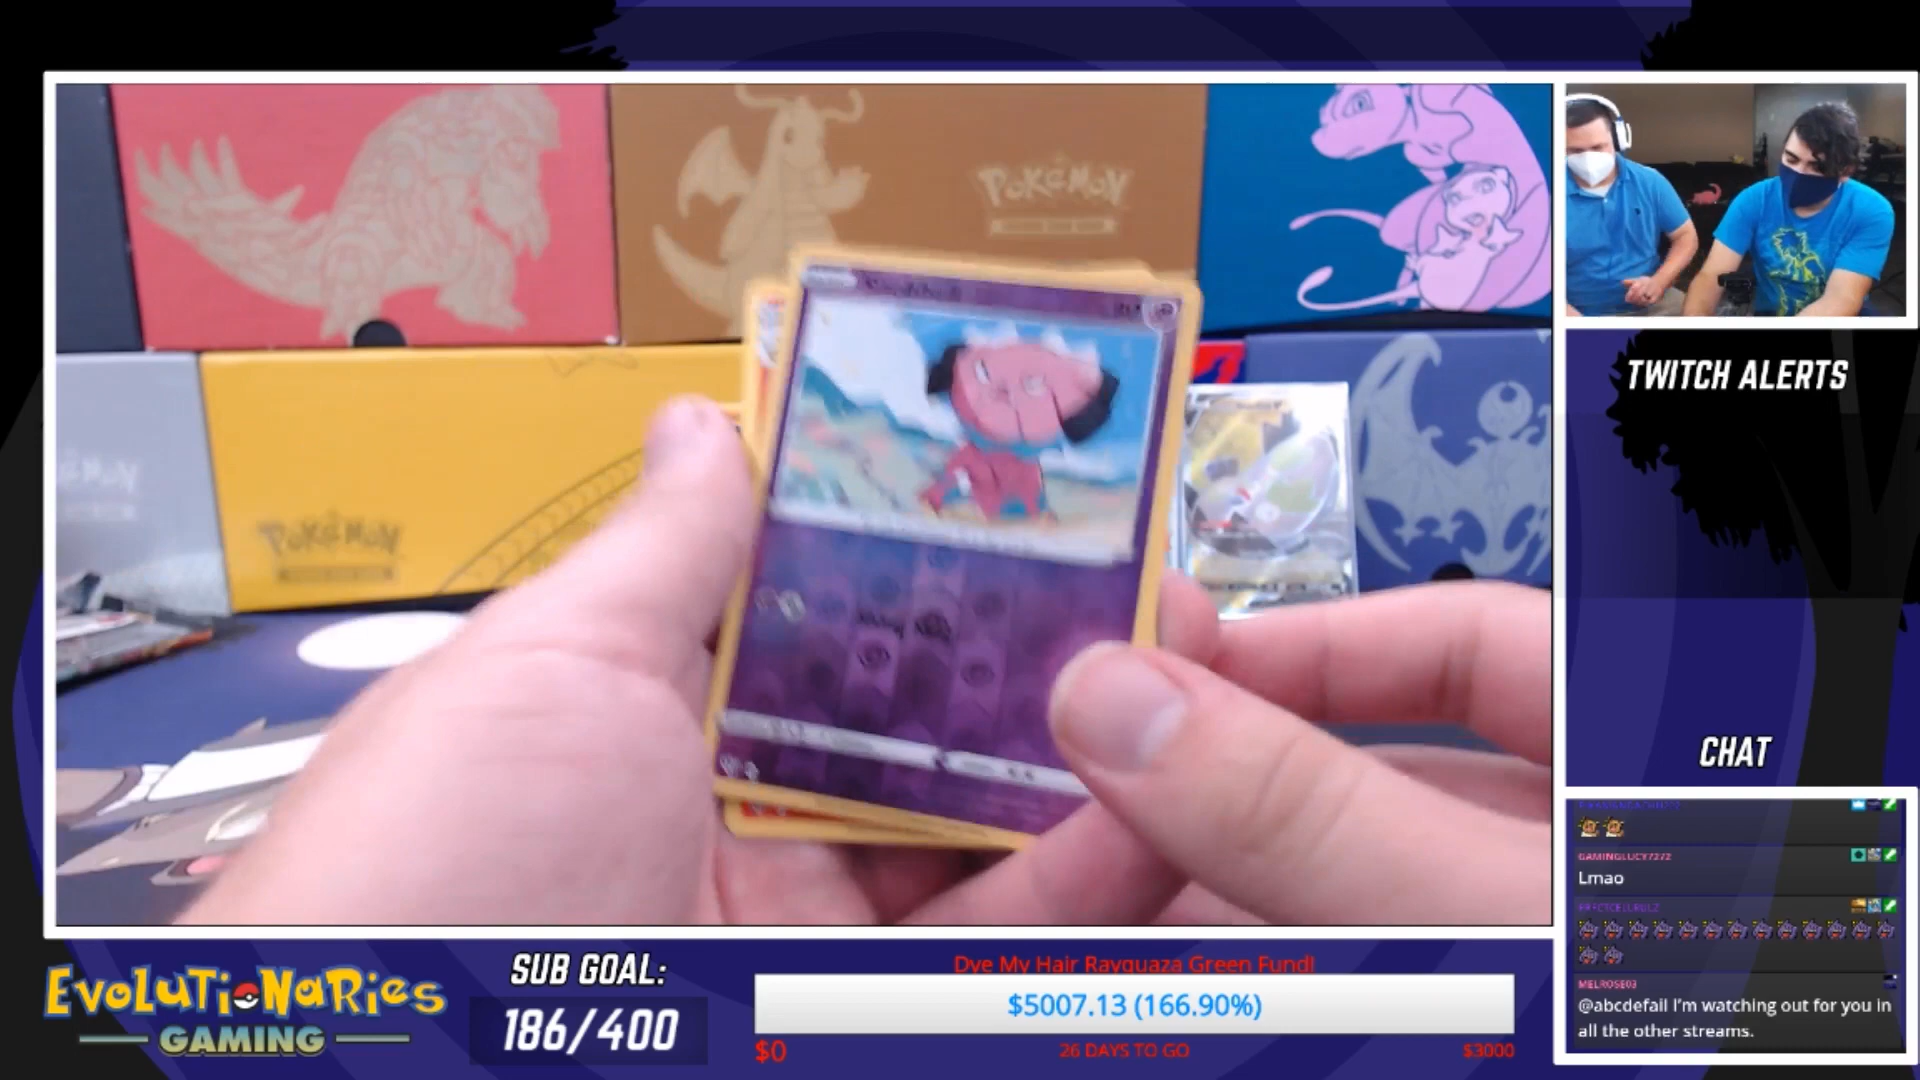 POKÉMON
POKÉMON
TWITCH ALERTS
CHAT
GAMINGLUCY7272
Lmao
MELROSE03
@abcdefail I'm watching out for you in
all the other streams.
EVOLUTIONARIES
GAMING
SUB GOAL:
186/400
Dye My Hair Rayquaza Green Fund!
$5007.13 (166.90%)
$0
26 DAYS TO GO
$3000